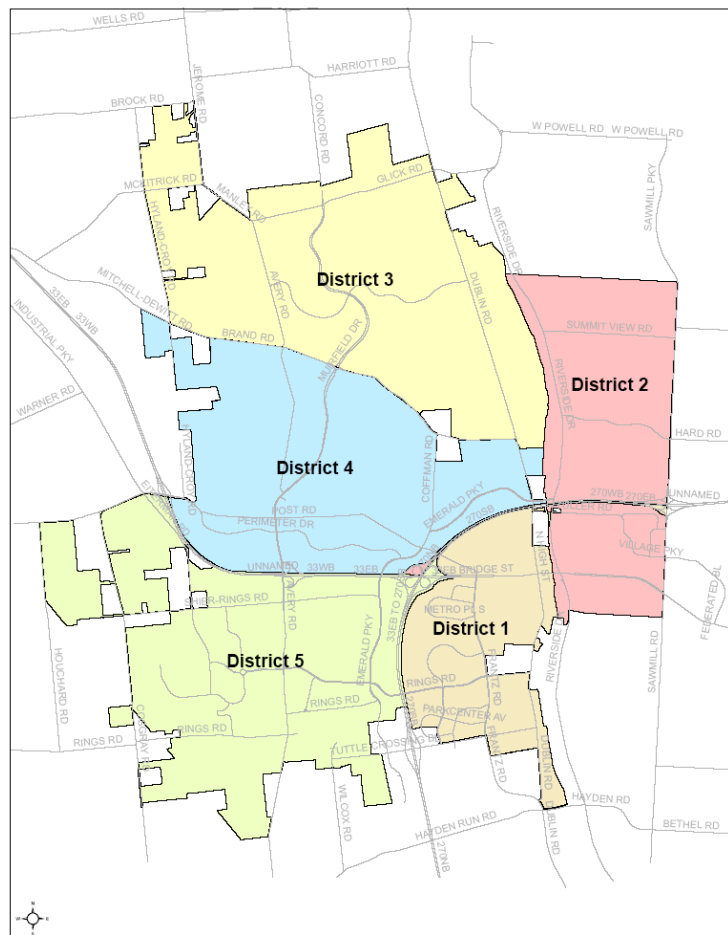 WELLS RD
JEROME RD
HARRIOTT RD
CONCORD RD
BROCK RD
W POWELL RD
W POWELL RD
SAWMILL PKY
MCKITRICK RD
MANLEY RD
GLICK RD
RIVERSIDE DR
District 3
AVERY RD
DUBLIN RD
MITCHELL-DEWITT RD
33EB
33WB
INDUSTRIAL PKY
BRAND RD
MUIRFIELD DR
SUMMIT VIEW RD
RIVERSIDE DR
District 2
WARNER RD
HARD RD
District 4
COFFMAN RD
EMERALD PKY
270SB
270WB
270EB
UNNAMED
POST RD
PERIMETER DR
N HIGH ST
VILLAGE PKY
FEDERATED BL
UNNAMED
33WB
33EB
BRIDGE ST
SHIER-RINGS RD
AVERY RD
EMERALD PKY
33EB TO 270
METRO PL S
District 1
FRANTZ RD
RIVERSIDE
SAWMILL RD
District 5
HOUCHARD RD
RINGS RD
RINGS RD
PARKCENTER AV
RINGS RD
FRANTZ RD
DUBLIN RD
WILCOX RD
HAYDEN RD
DUBLIN RD
BETHEL RD
HAYDEN RUN RD
270NB
N
W
E